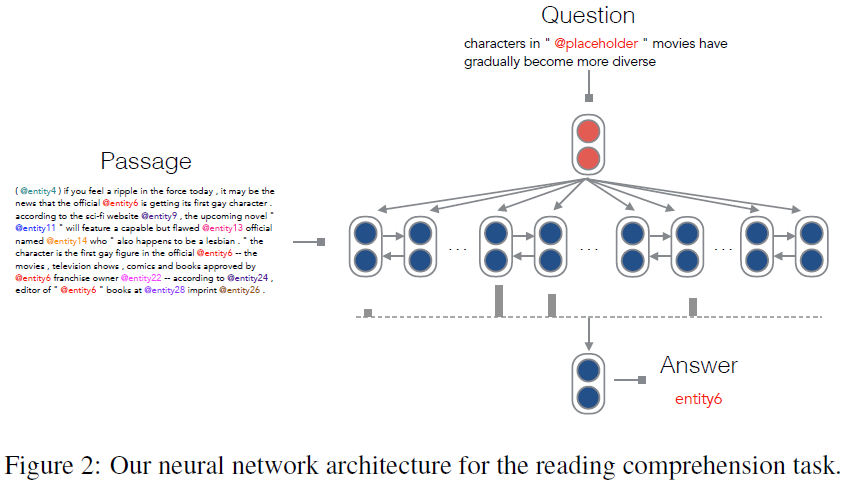 Question
characters in " @placeholder " movies have
gradually become more diverse
Passage
( @entity4 ) if you feel a ripple in the force today , it may be the
news that the official @entity6 is getting its first gay character .
according to the sci-fi website @entity9 , the upcoming novel "
@entity11 " will feature a capable but flawed @entity13 official
named @entity14 who " also happens to be a lesbian . " the
character is the first gay figure in the official @entity6 -- the
movies , television shows , comics and books approved by
@entity6 franchise owner @entity22 -- according to @entity24 ,
editor of " @entity6 " books at @entity28 imprint @entity26 .
. . .
. . .
. . .
Answer
entity6
Figure 2: Our neural network architecture for the reading comprehension task.